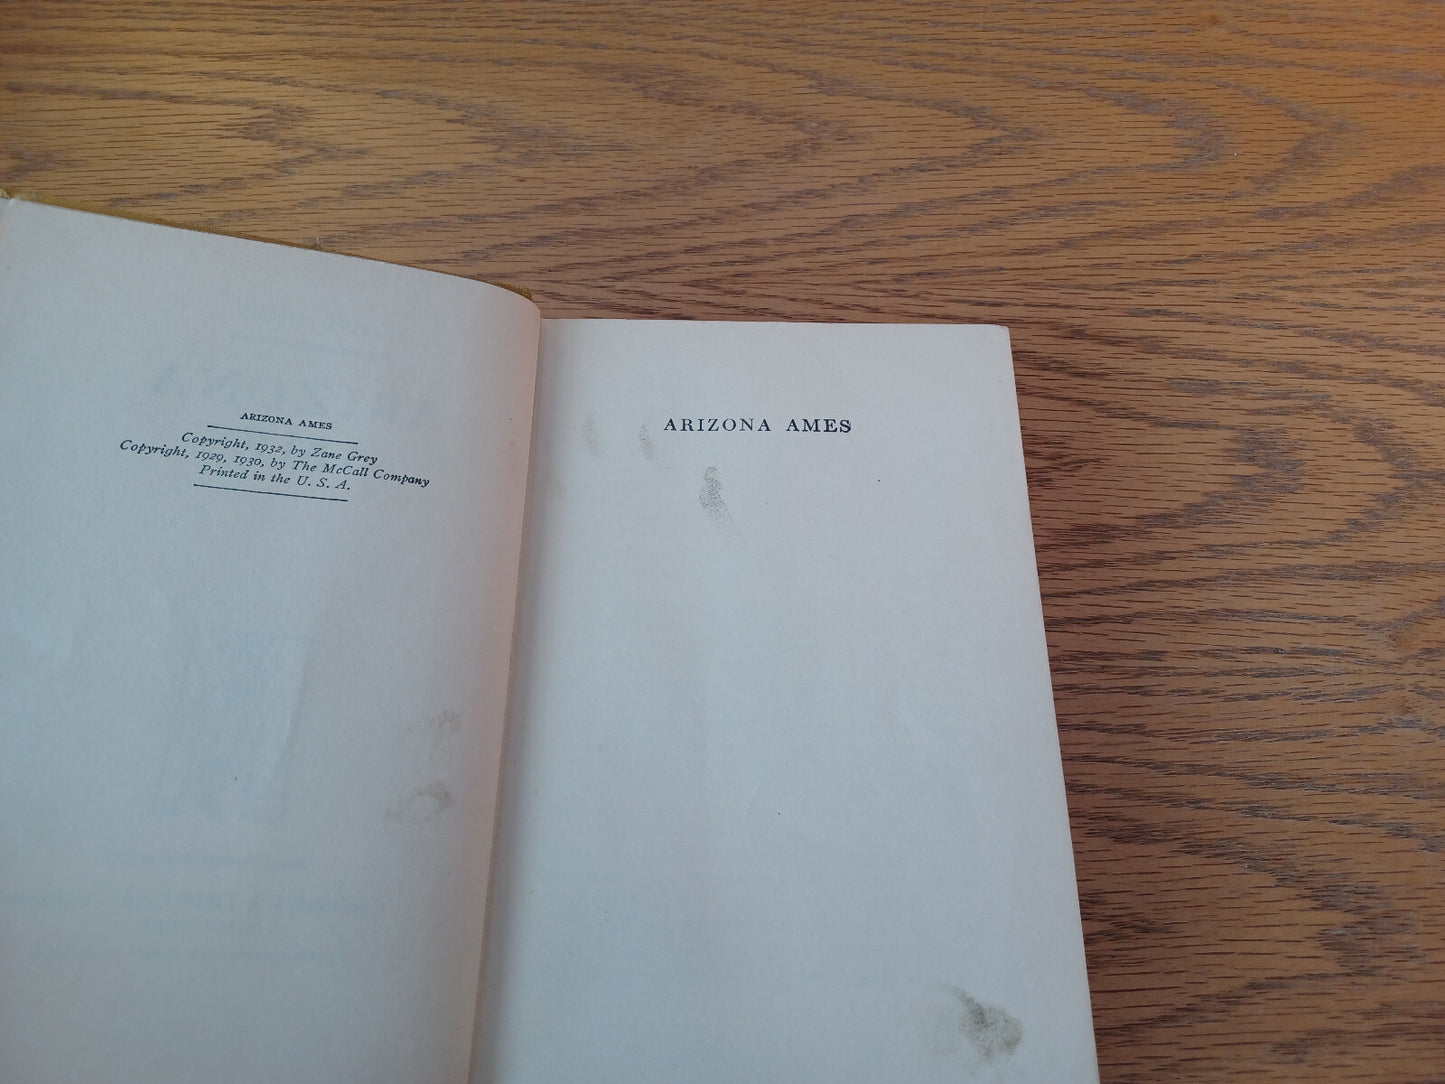 ARIZONA AMES
Copyright, 1932, by Zane Grey
Copyright, 1929, 1930, by The McCall Company
Printed in the U. S. A.
ARIZONA AMES